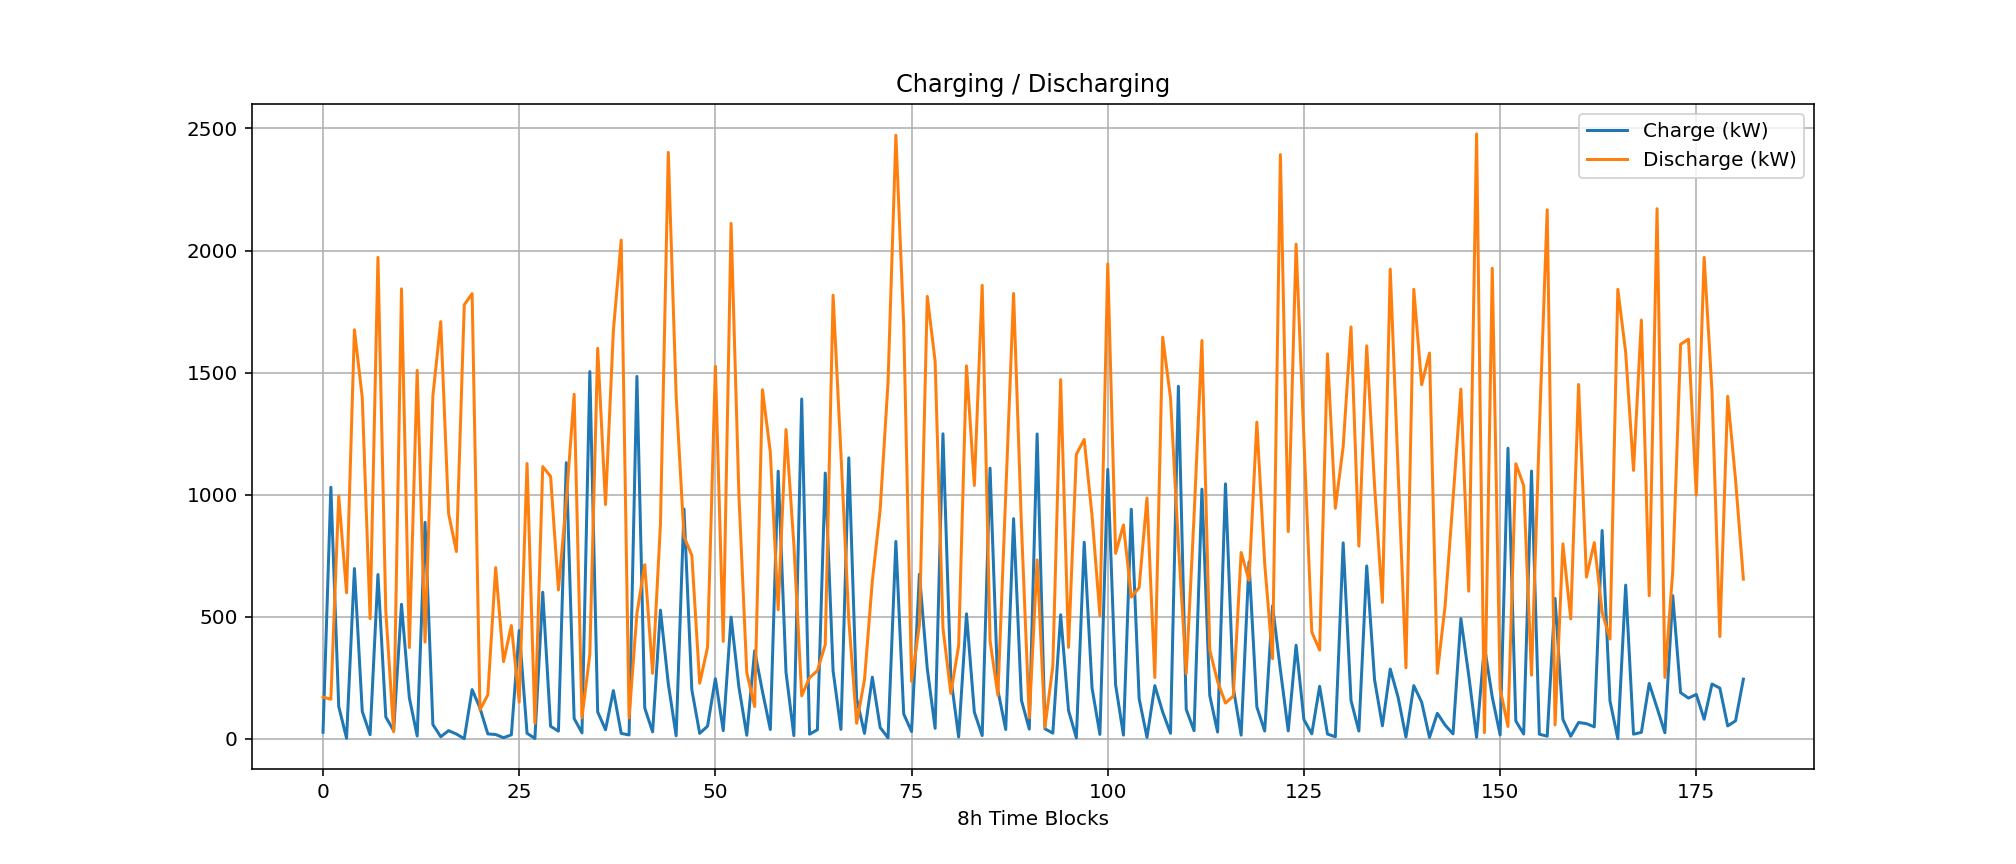 Charging / Discharging
2500
2000
1500
1000
500
0
Charge (kW)
Discharge (kW)
0 25 50 75 100 125 150 175
8h Time Blocks